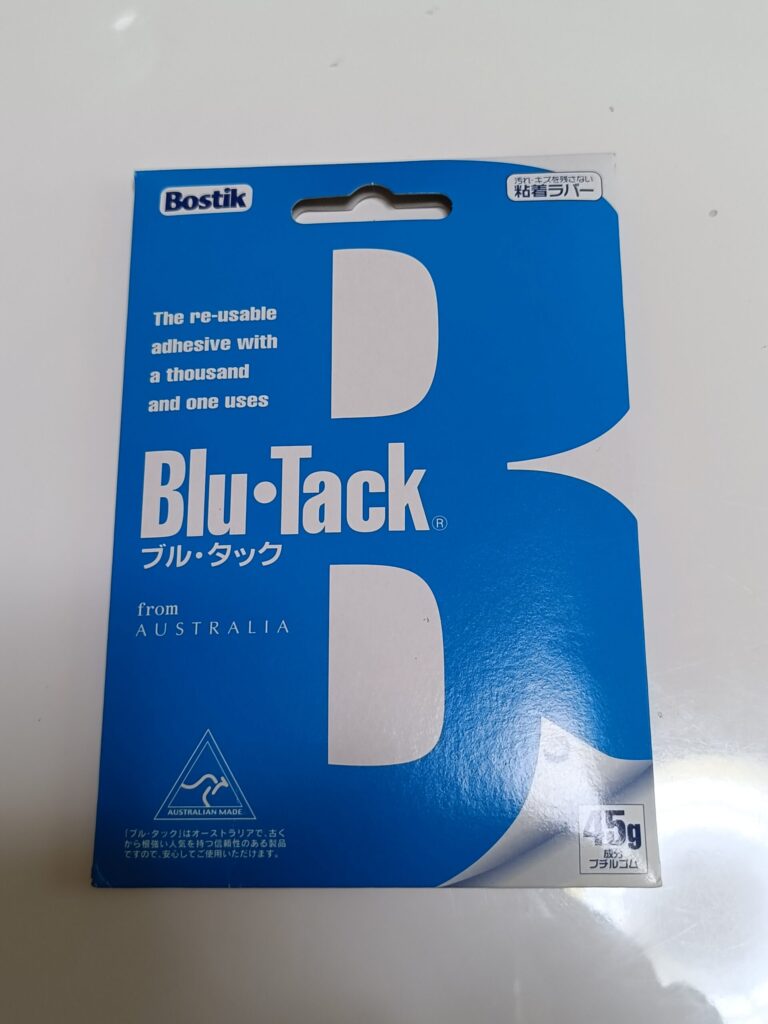 Bostik
汚れ・キズを残さない
粘着ラバー
The re-usable
adhesive with
a thousand
and one uses
Blu•Tack®
ブル・タック
from
AUSTRALIA
AUSTRALIAN MADE
「ブル・タック」はオーストラリアで、古く
から根強い人気を持つ信頼性のある製品
ですので、安心してご使用いただけます。
45g
成分
ブチルゴム